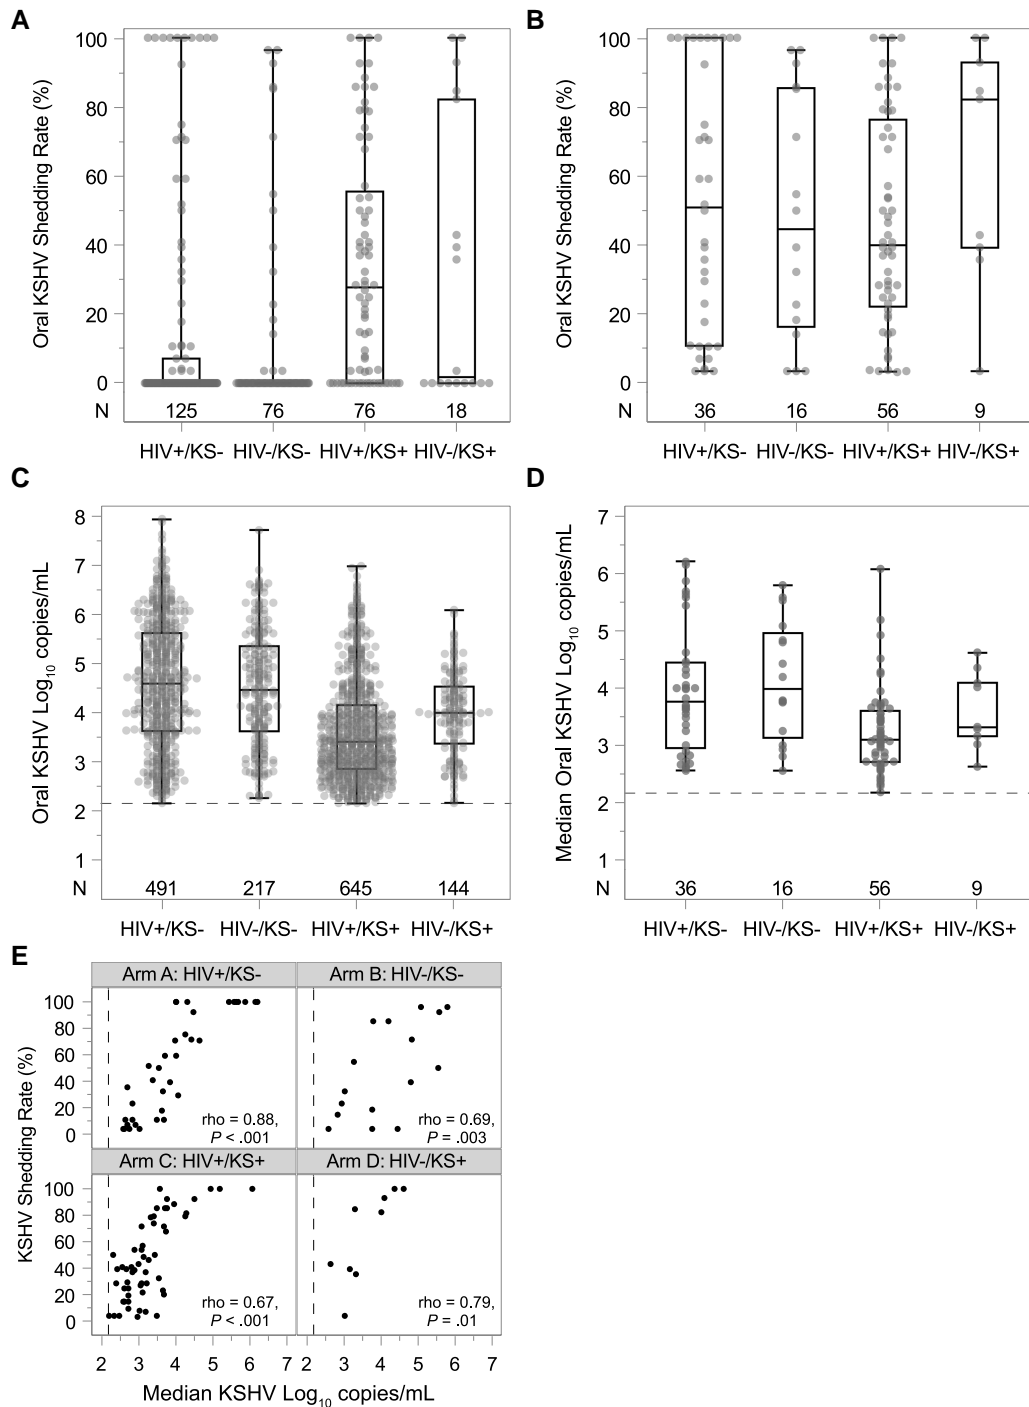 A
Oral KSHV Shedding Rate (%)
100
80
60
40
20
0
N
125 76 76 18
HIV+/KS- HIV-/KS- HIV+/KS+ HIV-/KS+
B
Oral KSHV Shedding Rate (%)
100
80
60
40
20
0
N
36 16 56 9
HIV+/KS- HIV-/KS- HIV+/KS+ HIV-/KS+
C
Oral KSHV Log10 copies/mL
8
7
6
5
4
3
2
1
N
491 217 645 144
HIV+/KS- HIV-/KS- HIV+/KS+ HIV-/KS+
D
Median Oral KSHV Log10 copies/mL
7
6
5
4
3
2
1
N
36 16 56 9
HIV+/KS- HIV-/KS- HIV+/KS+ HIV-/KS+
E
KSHV Shedding Rate (%)
Arm A: HIV+/KS-
100
80
60
40
20
0
rho = 0.88,
P < .001
Arm B: HIV-/KS-
rho = 0.69,
P = .003
Arm C: HIV+/KS+
100
80
60
40
20
0
rho = 0.67,
P < .001
Arm D: HIV-/KS+
rho = 0.79,
P = .01
2 3 4 5 6 7
2 3 4 5 6 7
Median KSHV Log10 copies/mL